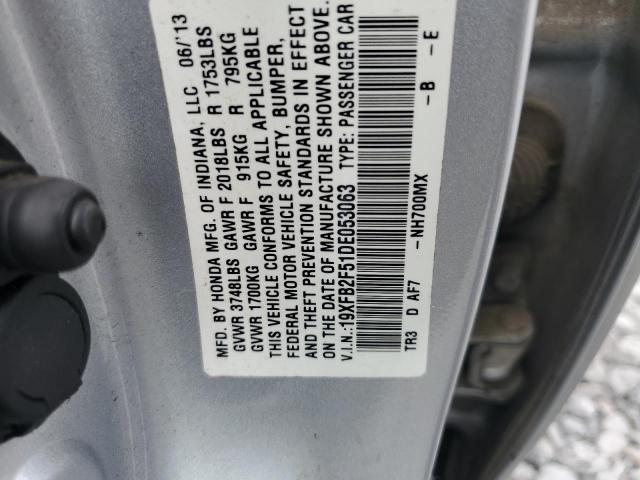 MFD. BY HONDA MFG. OF INDIANA, LLC 06/'13
GVWR 3748LBS GAWR F 2018LBS R 1753LBS
GVWR 1700KG GAWR F 915KG R 795KG
THIS VEHICLE CONFORMS TO ALL APPLICABLE
FEDERAL MOTOR VEHICLE SAFETY, BUMPER,
AND THEFT PREVENTION STANDARDS IN EFFECT
ON THE DATE OF MANUFACTURE SHOWN ABOVE.
V.I.N.:19XFB2F51DE053063 TYPE: PASSENGER CAR
TR3 D AF7 -NH700MX -B -E